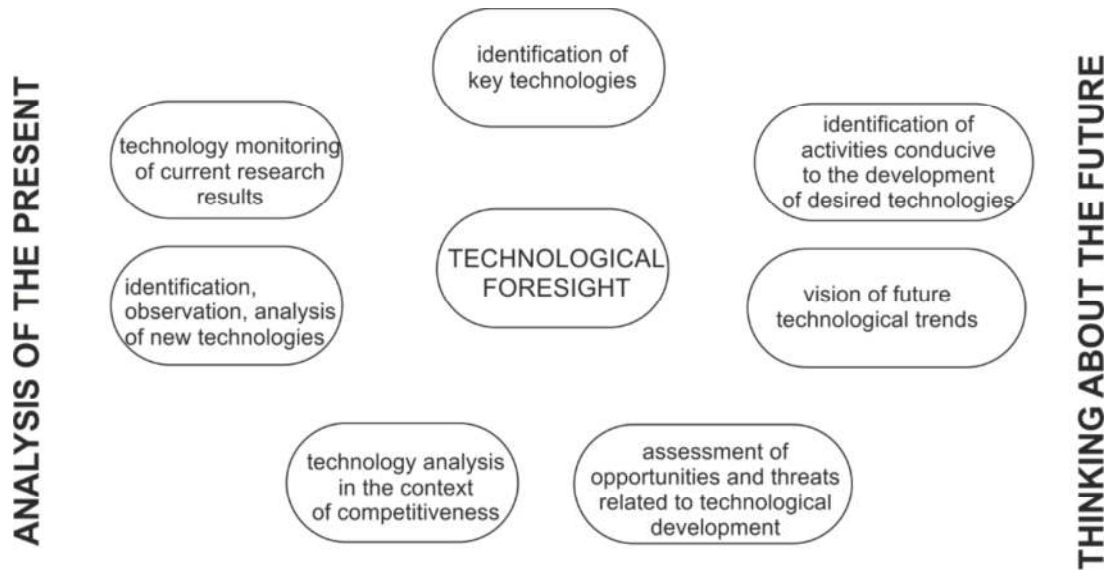 ANALYSIS OF THE PRESENT
identification of
key technologies
technology monitoring
of current research
results
identification of
activities conducive
to the development
of desired technologies
TECHNOLOGICAL
FORESIGHT
identification,
observation, analysis
of new technologies
vision of future
technological trends
technology analysis
in the context
of competitiveness
assessment of
opportunities and threats
related to technological
development
THINKING ABOUT THE FUTURE